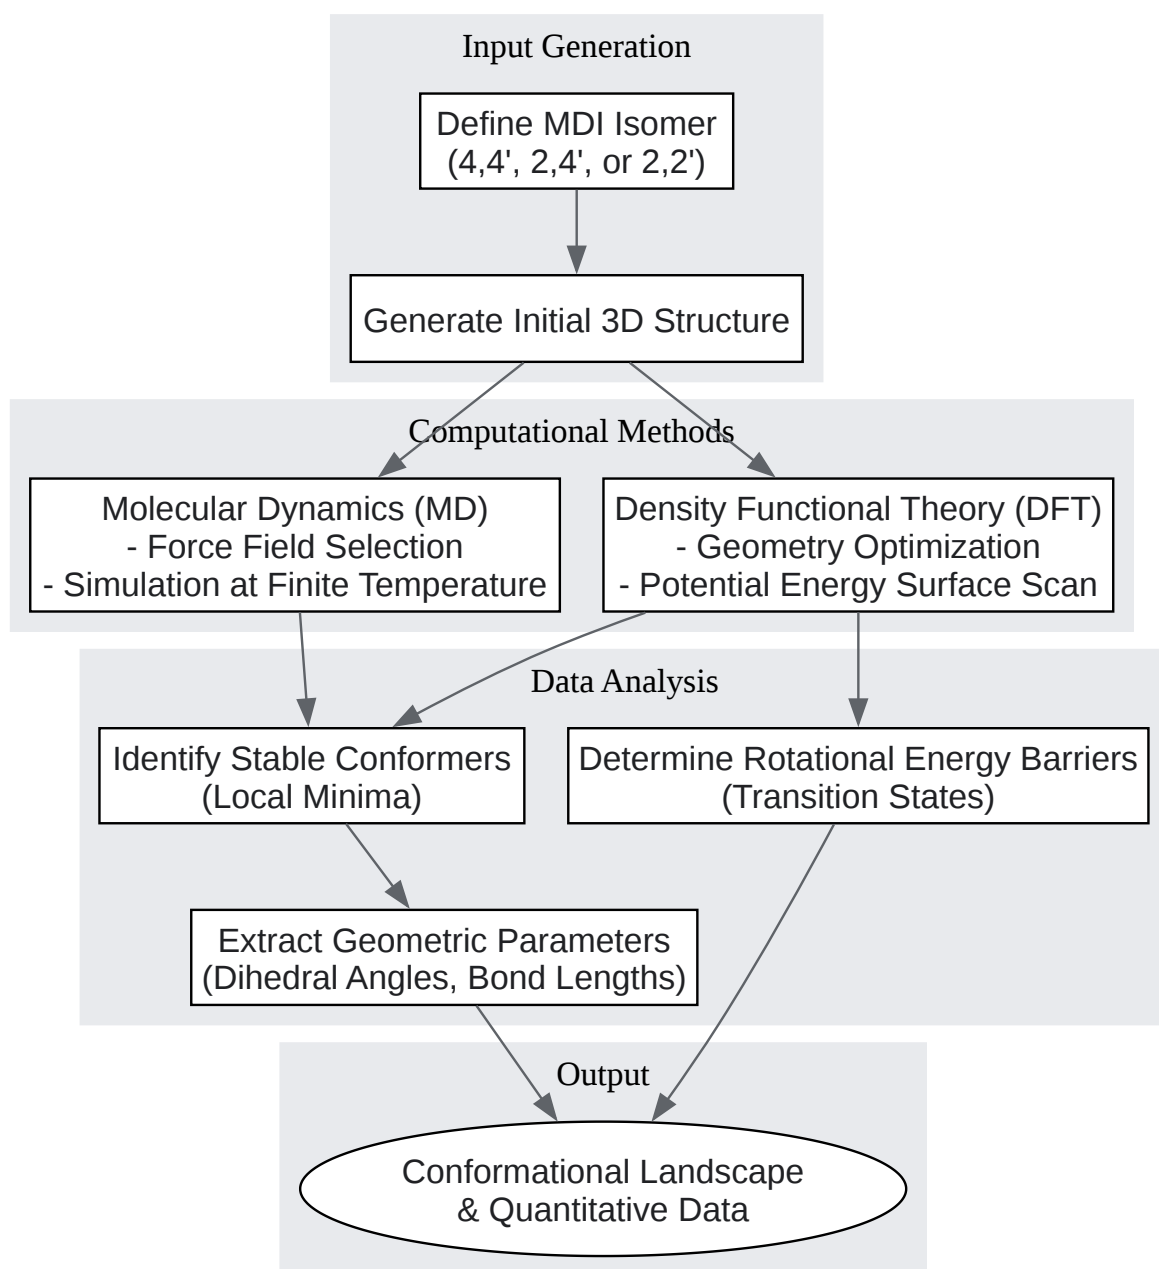 Input Generation
Define MDI Isomer
(4,4', 2,4', or 2,2')
Generate Initial 3D Structure
Computational Methods
Molecular Dynamics (MD)
- Force Field Selection
- Simulation at Finite Temperature
Density Functional Theory (DFT)
- Geometry Optimization
- Potential Energy Surface Scan
Data Analysis
Identify Stable Conformers
(Local Minima)
Determine Rotational Energy Barriers
(Transition States)
Extract Geometric Parameters
(Dihedral Angles, Bond Lengths)
Output
Conformational Landscape
& Quantitative Data